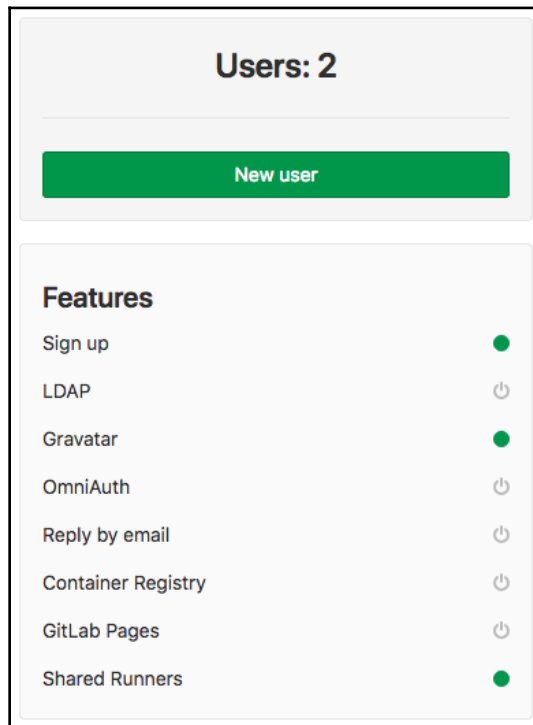 Users: 2
New user
Features
Sign up
LDAP
Gravatar
OmniAuth
Reply by email
Container Registry
GitLab Pages
Shared Runners